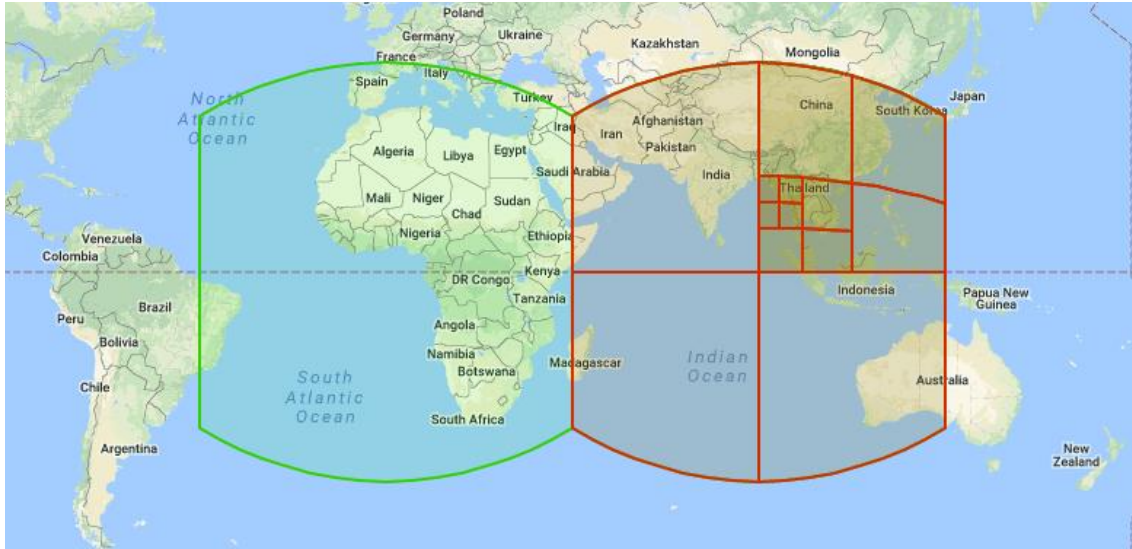 Poland
Germany
Ukraine
Kazakhstan
Mongolia
France
Italy
Spain
Turkey
North
Atlantic
Ocean
China
South Korea
Japan
Iraq
Iran
Afghanistan
Pakistan
Algeria
Libya
Egypt
Saudi Arabia
India
Thailand
Mali
Niger
Chad
Sudan
Nigeria
Ethiopia
Venezuela
Colombia
DR Congo
Kenya
Tanzania
Indonesia
Papua New
Guinea
Brazil
Peru
Bolivia
Angola
Namibia
Botswana
Madagascar
Indian
Ocean
Australia
Chile
South
Atlantic
Ocean
South Africa
Argentina
New
Zealand